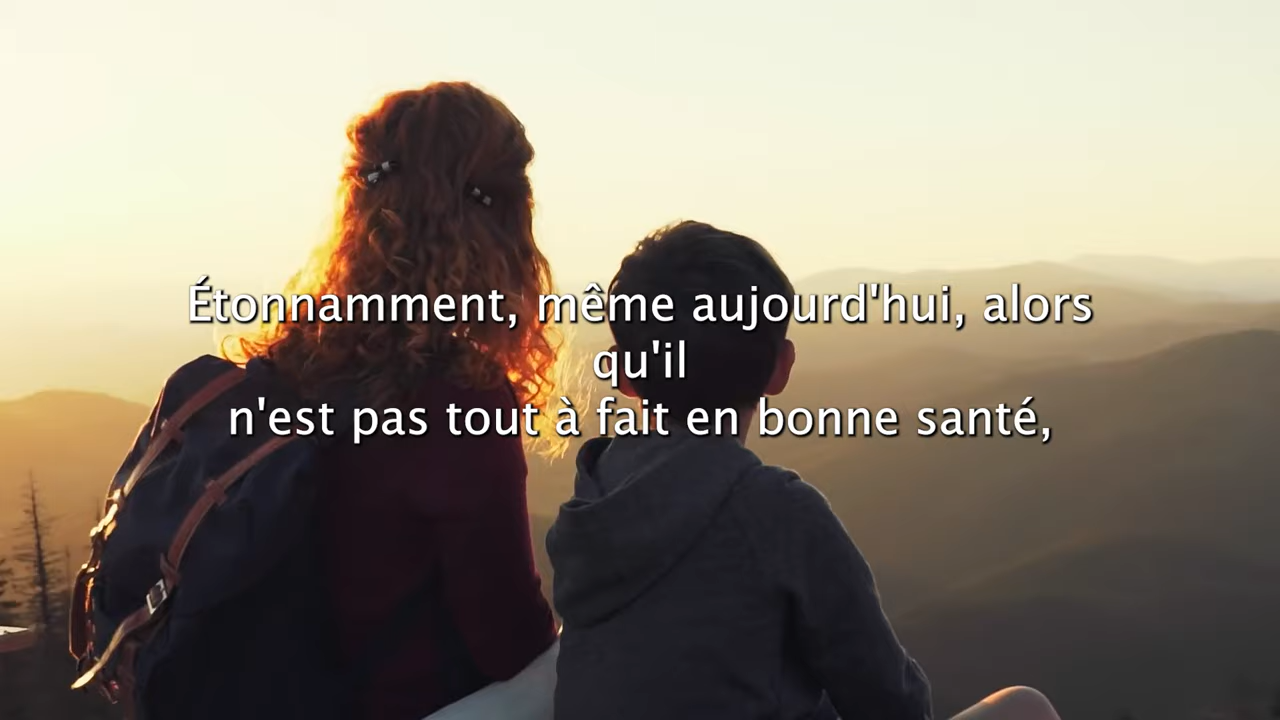 Étonnamment, même aujourd'hui, alors
qu'il
n'est pas tout à fait en bonne santé,